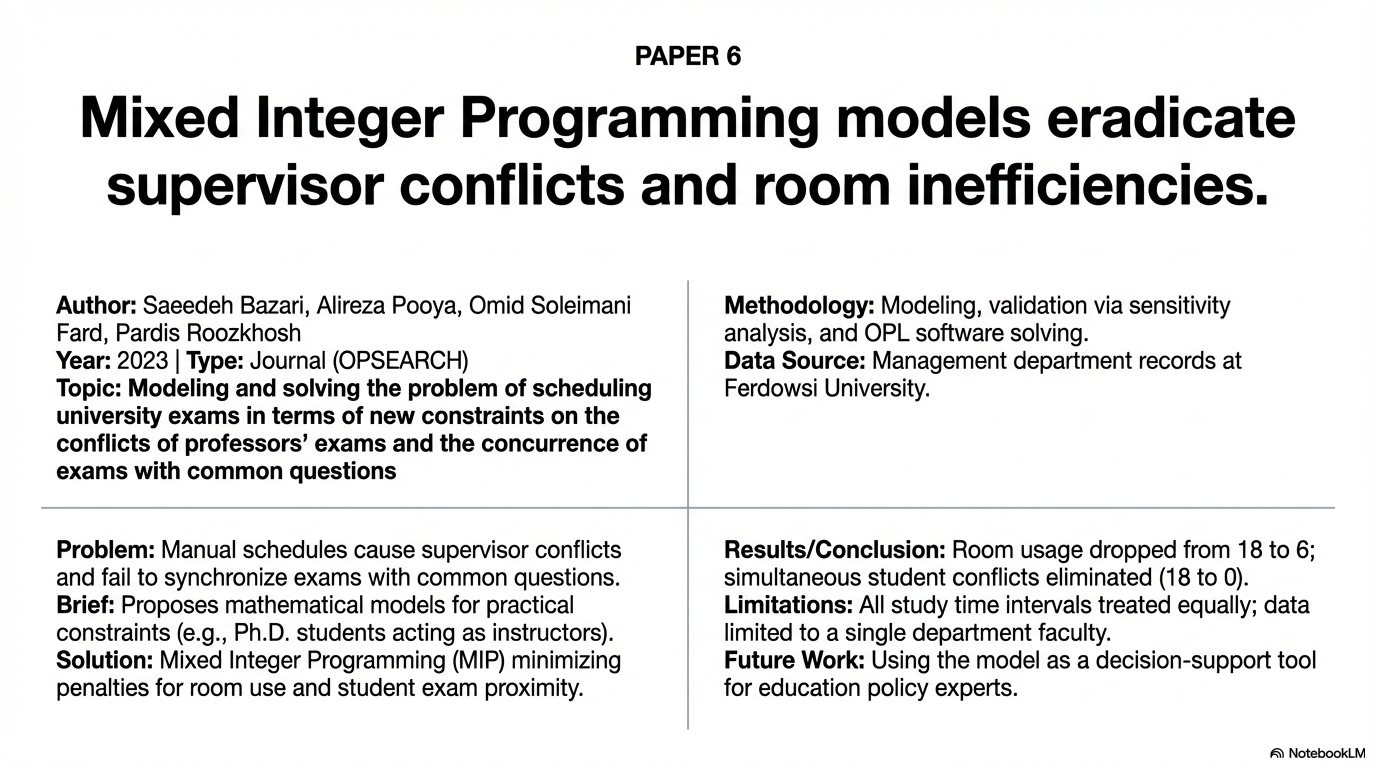 PAPER 6
Mixed Integer Programming models eradicate
supervisor conflicts and room inefficiencies.
Author: Saeedeh Bazari, Alireza Pooya, Omid Soleimani
Fard, Pardis Roozkhosh
Year: 2023 | Type: Journal (OPSEARCH)
Topic: Modeling and solving the problem of scheduling
university exams in terms of new constraints on the
conflicts of professors’ exams and the concurrence of
exams with common questions
Methodology: Modeling, validation via sensitivity
analysis, and OPL software solving.
Data Source: Management department records at
Ferdowsi University.
Problem: Manual schedules cause supervisor conflicts
and fail to synchronize exams with common questions.
Brief: Proposes mathematical models for practical
constraints (e.g., Ph.D. students acting as instructors).
Solution: Mixed Integer Programming (MIP) minimizing
penalties for room use and student exam proximity.
Results/Conclusion: Room usage dropped from 18 to 6;
simultaneous student conflicts eliminated (18 to 0).
Limitations: All study time intervals treated equally; data
limited to a single department faculty.
Future Work: Using the model as a decision-support tool
for education policy experts.
NotebookLM